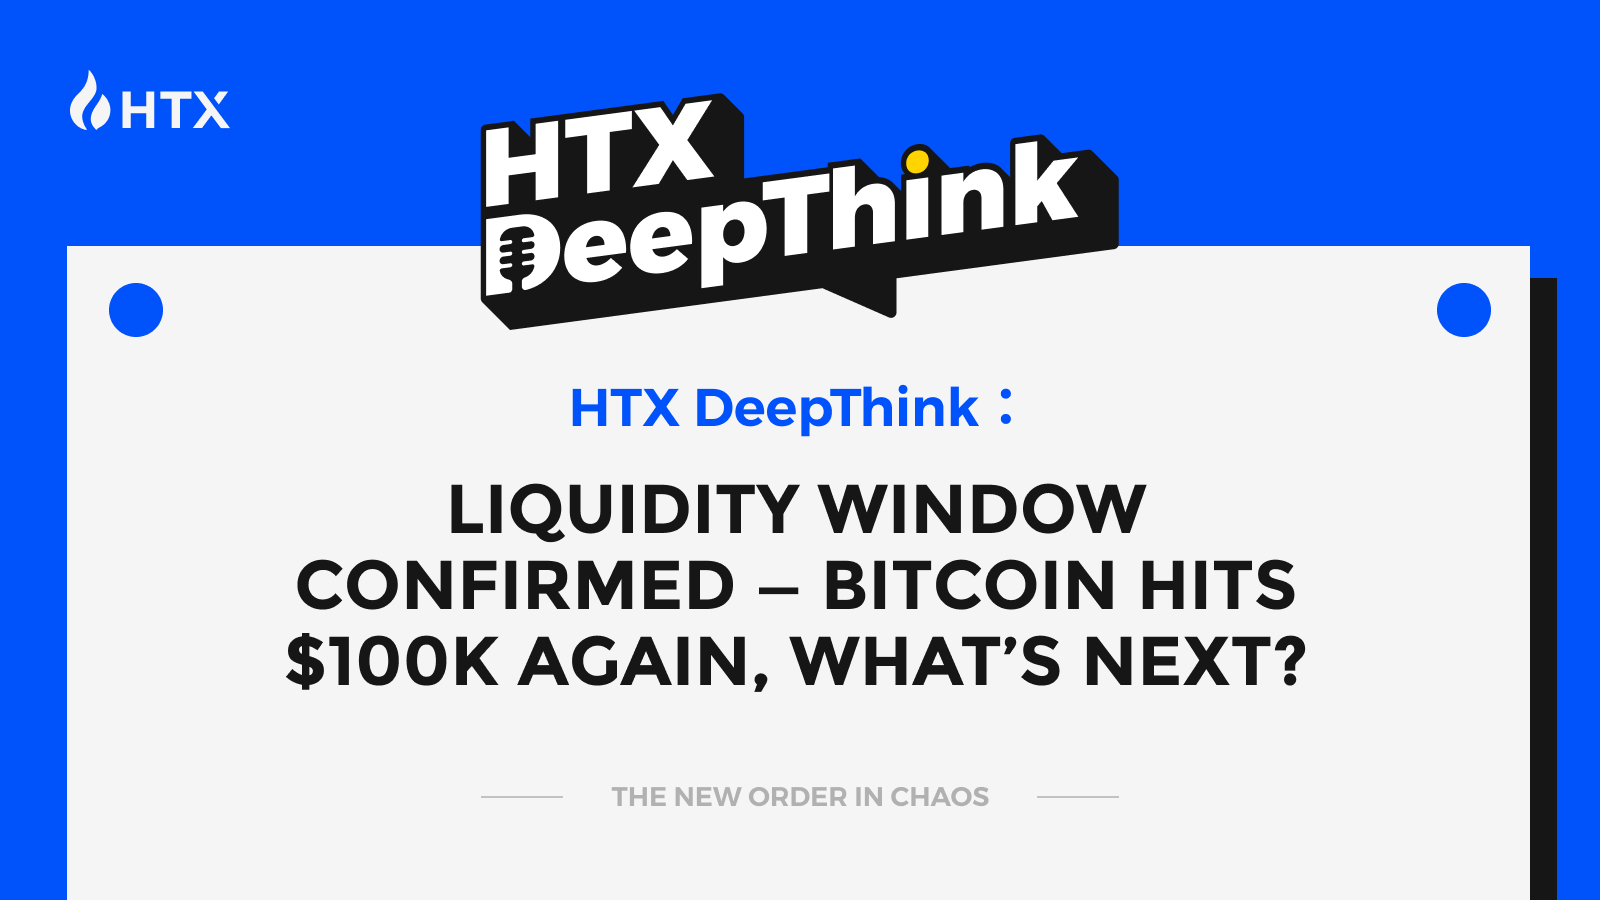 HTX
HTX
DeepThink
HTX DeepThink：
LIQUIDITY WINDOW
CONFIRMED – BITCOIN HITS
$100K AGAIN, WHAT’S NEXT?
THE NEW ORDER IN CHAOS